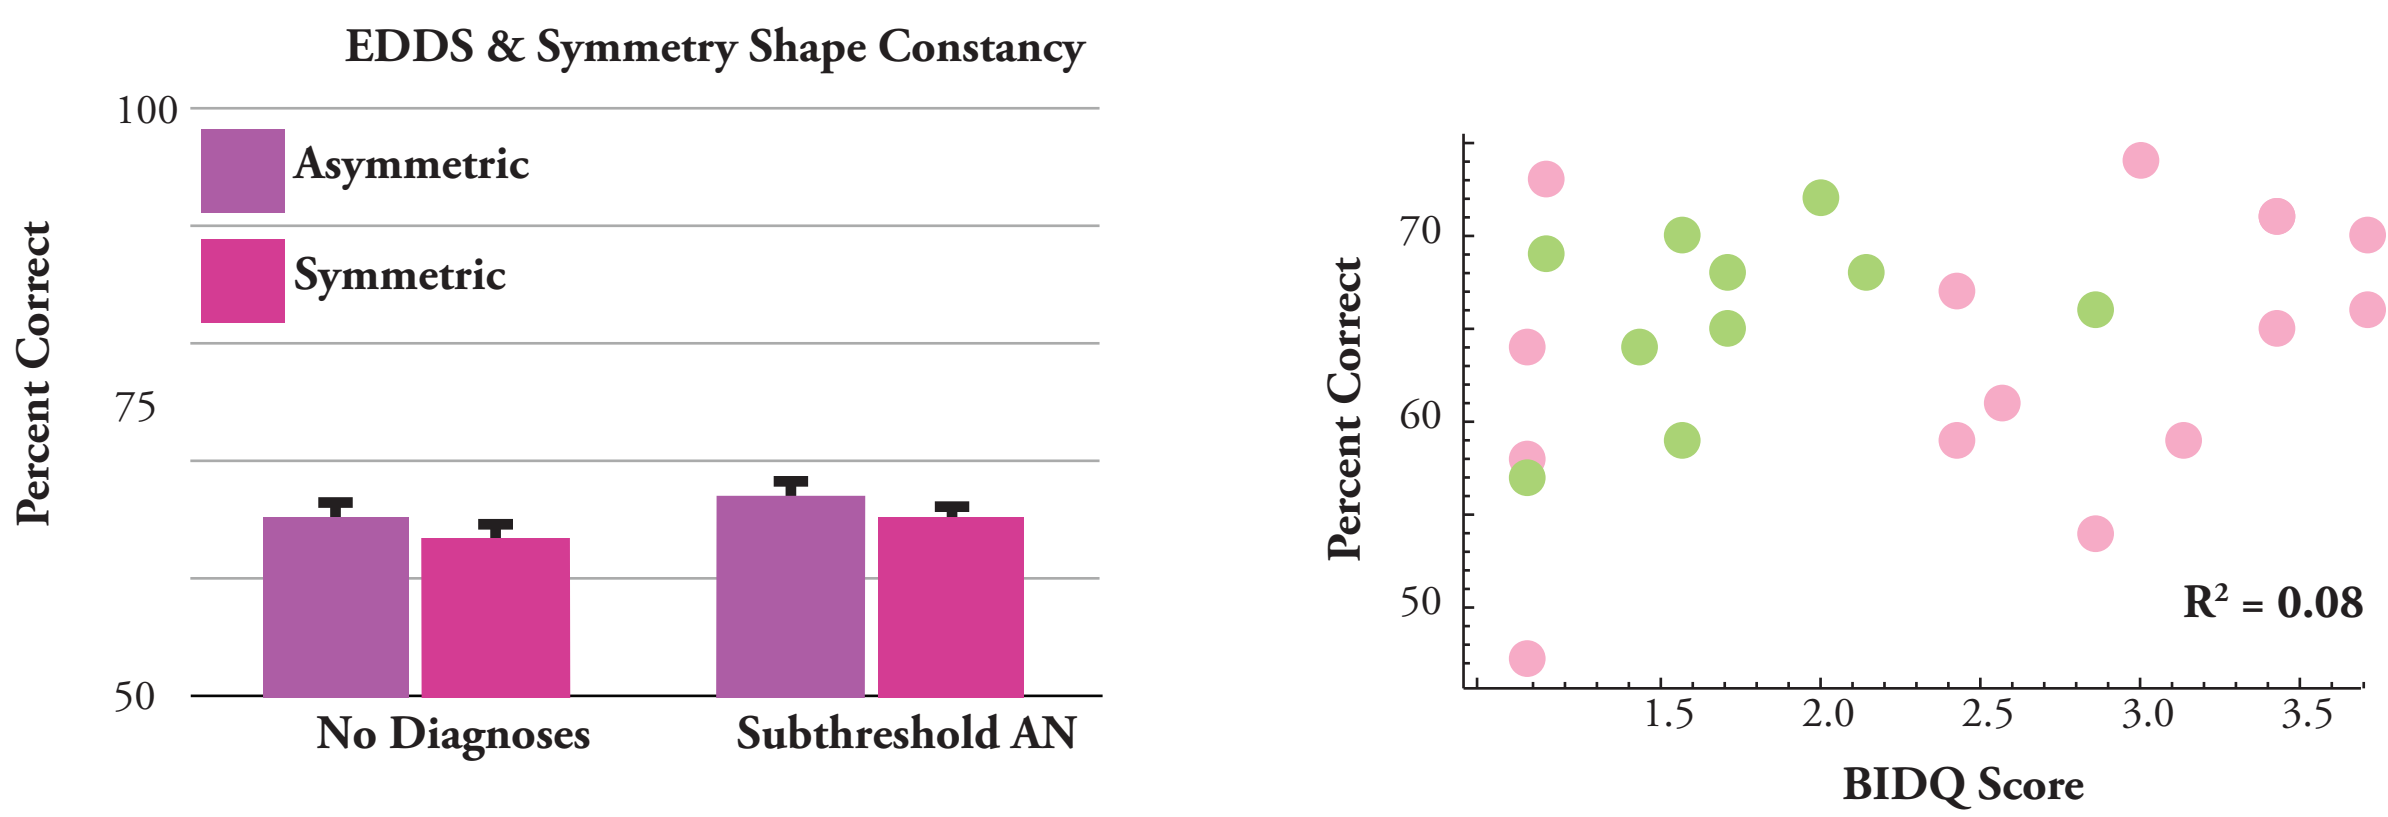 EDDS & Symmetry Shape Constancy
Percent Correct
100
75
50
Asymmetric
Symmetric
No Diagnoses
Subthreshold AN
Percent Correct
70
60
50
R² = 0.08
1.5
2.0
2.5
3.0
3.5
BIDQ Score